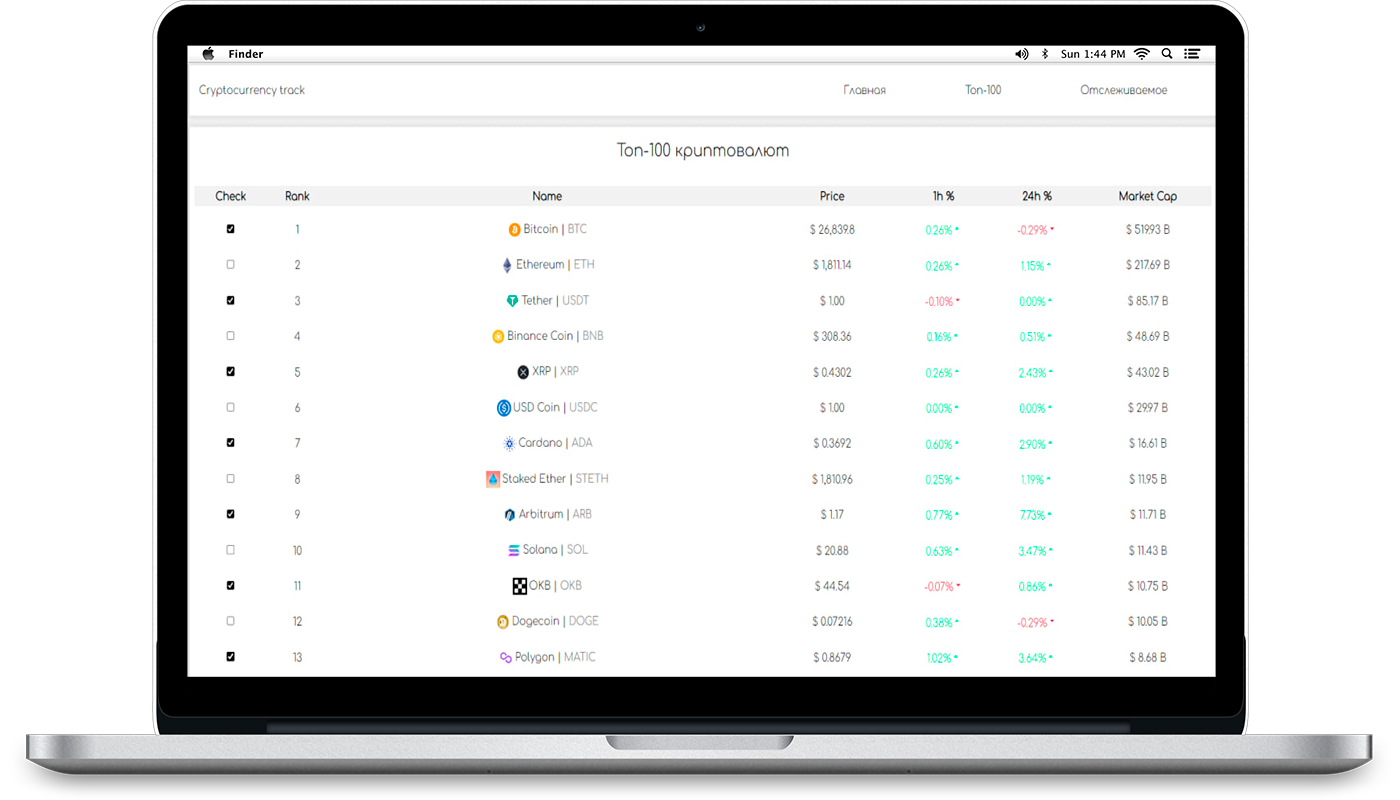 Finder Sun 1:44 PM
Cryptocurrency track Главная Топ-100 Отслеживаемое
Топ-100 криптовалют
Check Rank Name Price 1h % 24h % Market Cap
1 Bitcoin | BTC $ 26,839.8 0.26% -0.29% $ 519.93 B
2 Ethereum | ETH $ 1,811.14 0.26% 1.15% $ 217.69 B
3 Tether | USDT $ 1.00 -0.10% 0.00% $ 85.17 B
4 Binance Coin | BNB $ 308.36 0.16% 0.51% $ 48.69 B
5 XRP | XRP $ 0.4302 0.26% 2.43% $ 43.02 B
6 USD Coin | USDC $ 1.00 0.00% 0.00% $ 29.97 B
7 Cardano | ADA $ 0.3692 0.60% 2.90% $ 16.61 B
8 Staked Ether | STETH $ 1,810.96 0.25% 1.19% $ 11.95 B
9 Arbitrum | ARB $ 1.17 0.77% 7.73% $ 11.71 B
10 Solana | SOL $ 20.88 0.63% 3.47% $ 11.43 B
11 OKB | OKB $ 44.54 -0.07% 0.86% $ 10.75 B
12 Dogecoin | DOGE $ 0.07216 0.38% -0.29% $ 10.05 B
13 Polygon | MATIC $ 0.8679 1.02% 3.64% $ 8.68 B